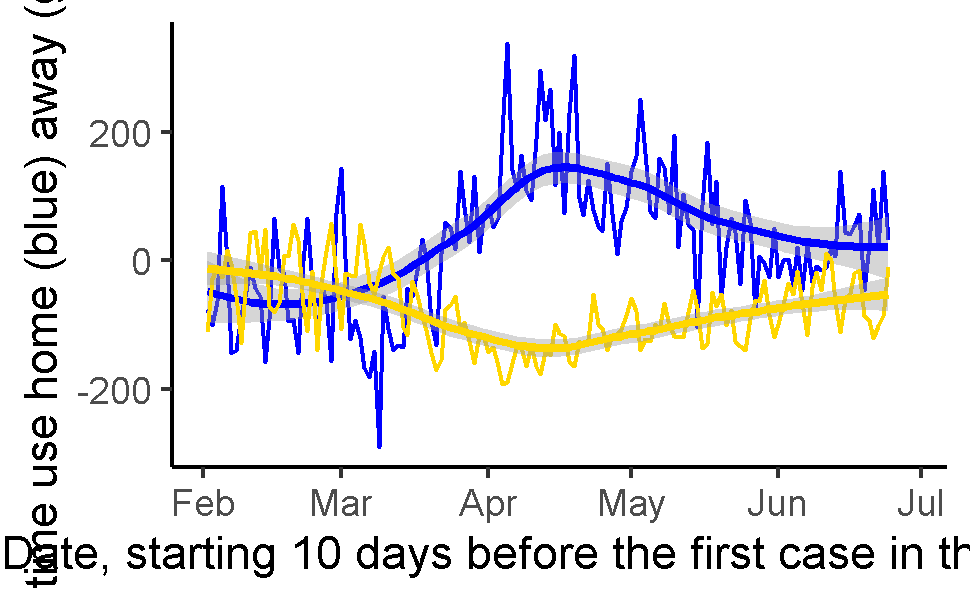 time use home (blue) away (
200
0
-200
Feb Mar Apr May Jun Jul
Date, starting 10 days before the first case in th